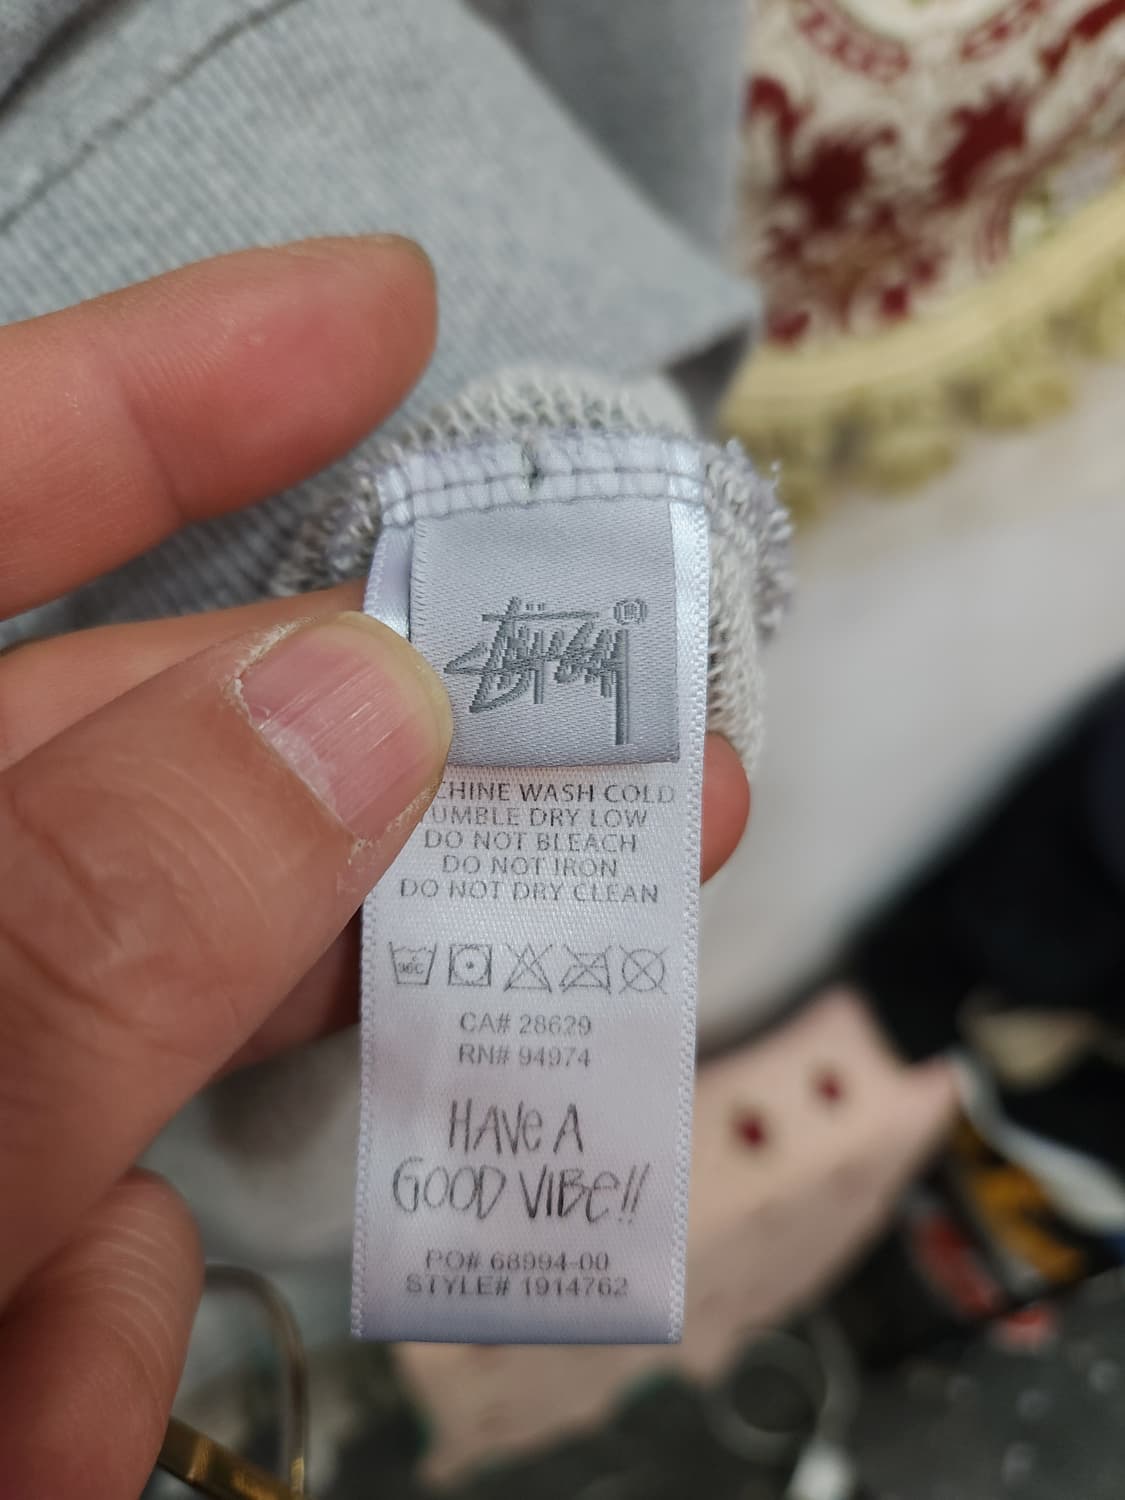 Stüssy ®
CHINE WASH COLD
UMBLE DRY LOW
DO NOT BLEACH
DO NOT IRON
DO NOT DRY CLEAN
30C
CA# 28629
RN# 94974
HAVE A
GOOD VIBE!!
PO# 68994-00
STYLE# 1914762